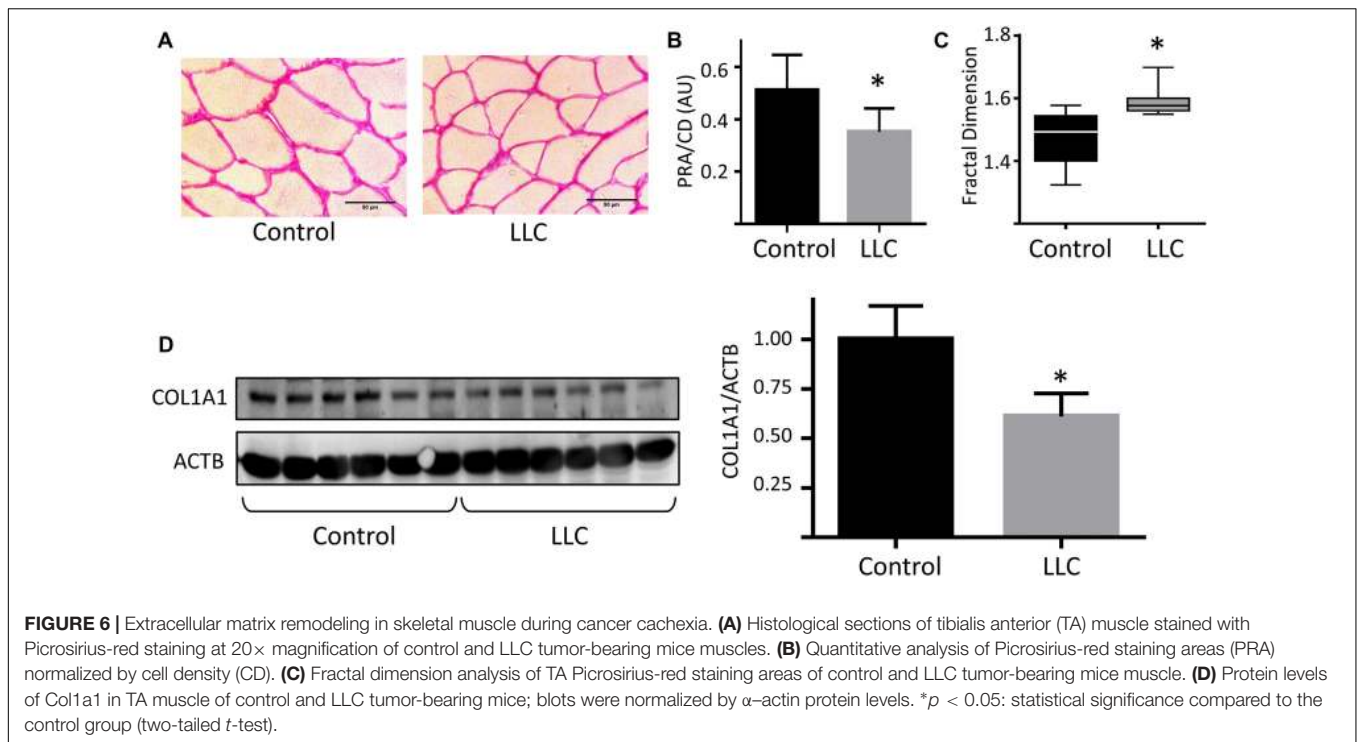 A
Control
LLC
50 µm
50 µm
B
PRA/CD (AU)
0.6
0.4
0.2
*
Control
LLC
C
Fractal Dimension
1.8
1.6
1.4
*
Control
LLC
D
COL1A1
ACTB
Control
LLC
COL1A1/ACTB
1.00
0.75
0.50
0.25
*
Control
LLC
FIGURE 6 | Extracellular matrix remodeling in skeletal muscle during cancer cachexia. (A) Histological sections of tibialis anterior (TA) muscle stained with
Picrosirius-red staining at 20× magnification of control and LLC tumor-bearing mice muscles. (B) Quantitative analysis of Picrosirius-red staining areas (PRA)
normalized by cell density (CD). (C) Fractal dimension analysis of TA Picrosirius-red staining areas of control and LLC tumor-bearing mice muscle. (D) Protein levels
of Col1a1 in TA muscle of control and LLC tumor-bearing mice; blots were normalized by α–actin protein levels. *p < 0.05: statistical significance compared to the
control group (two-tailed t-test).